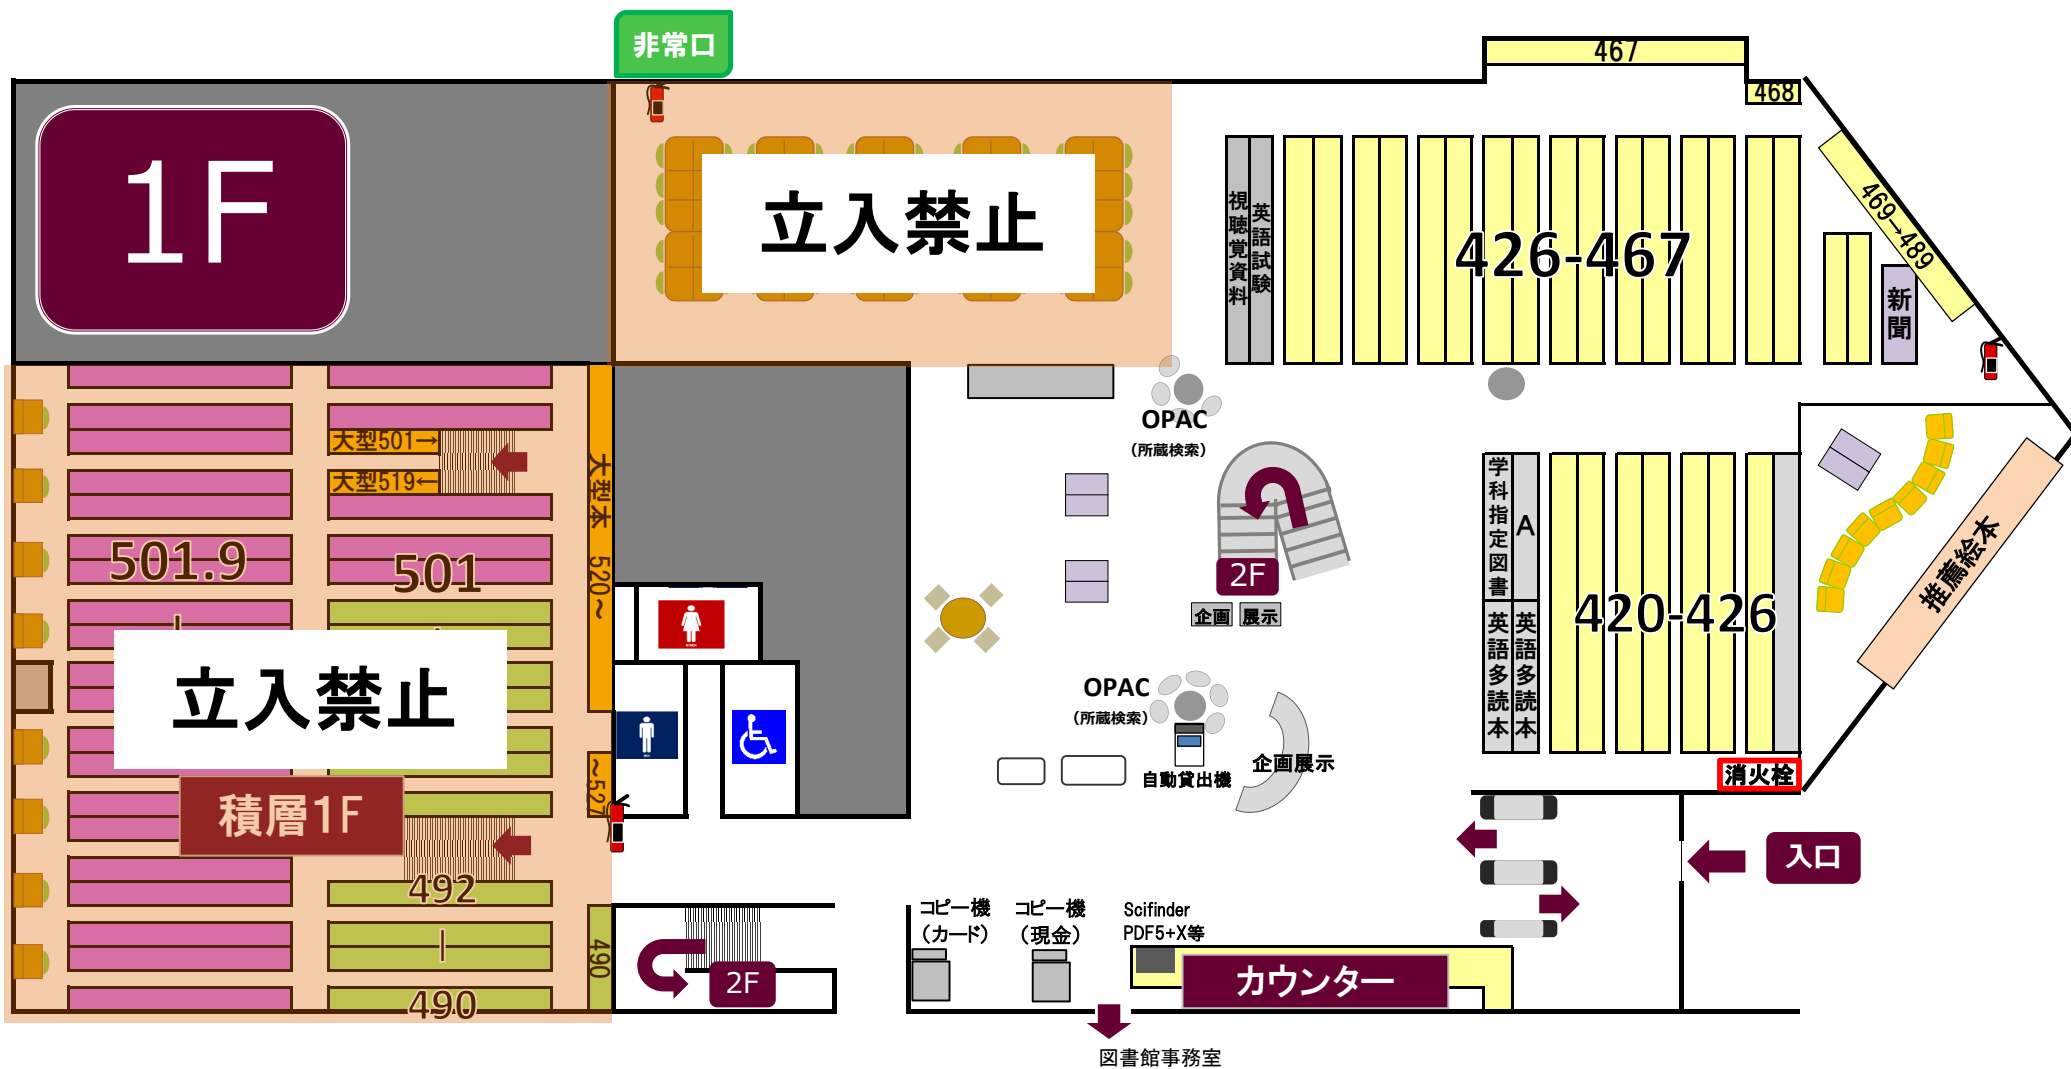 非常口
1F
立入禁止
467
468
469→489
視聴覚資料
英語試験
426-467
新聞
OPAC
(所蔵検索)
2F
企画
展示
学科指定図書
A
英語多読本
英語多読本
420-426
推薦絵本
消火栓
大型501→
大型519←
大型本 520~
~527
501.9
501
立入禁止
積層1F
492
|
490
490
2F
OPAC
(所蔵検索)
自動貸出機
企画展示
入口
コピー機
(カード)
コピー機
(現金)
Scifinder
PDF5+X等
カウンター
図書館事務室